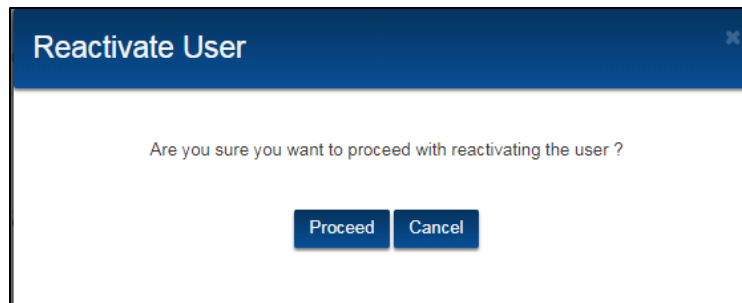 Reactivate User
Are you sure you want to proceed with reactivating the user ?
Proceed Cancel